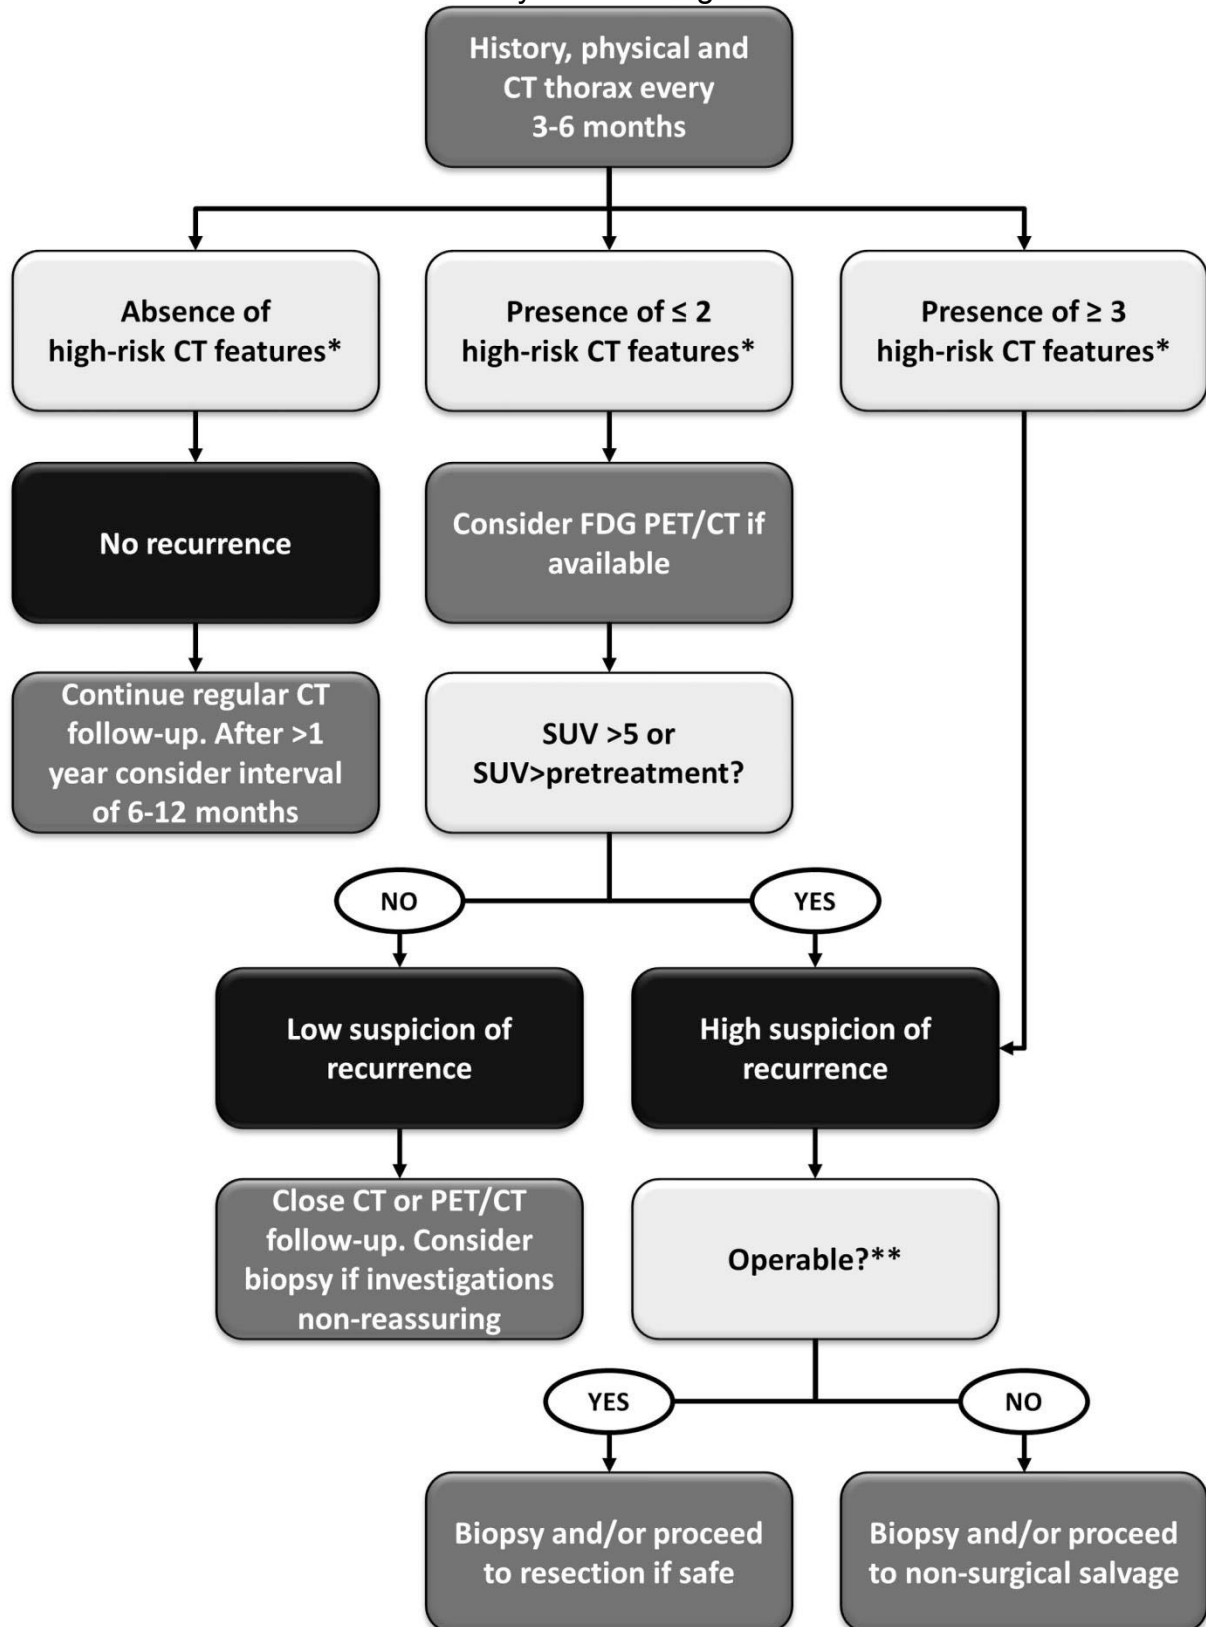 History, physical and
CT thorax every
3-6 months
Absence of
high-risk CT features*
Presence of ≤ 2
high-risk CT features*
Presence of ≥ 3
high-risk CT features*
No recurrence
Consider FDG PET/CT if
available
Continue regular CT
follow-up. After >1
year consider interval
of 6-12 months
SUV >5 or
SUV>pretreatment?
NO
YES
Low suspicion of
recurrence
High suspicion of
recurrence
Close CT or PET/CT
follow-up. Consider
biopsy if investigations
non-reassuring
Operable?**
YES
NO
Biopsy and/or proceed
to resection if safe
Biopsy and/or proceed
to non-surgical salvage